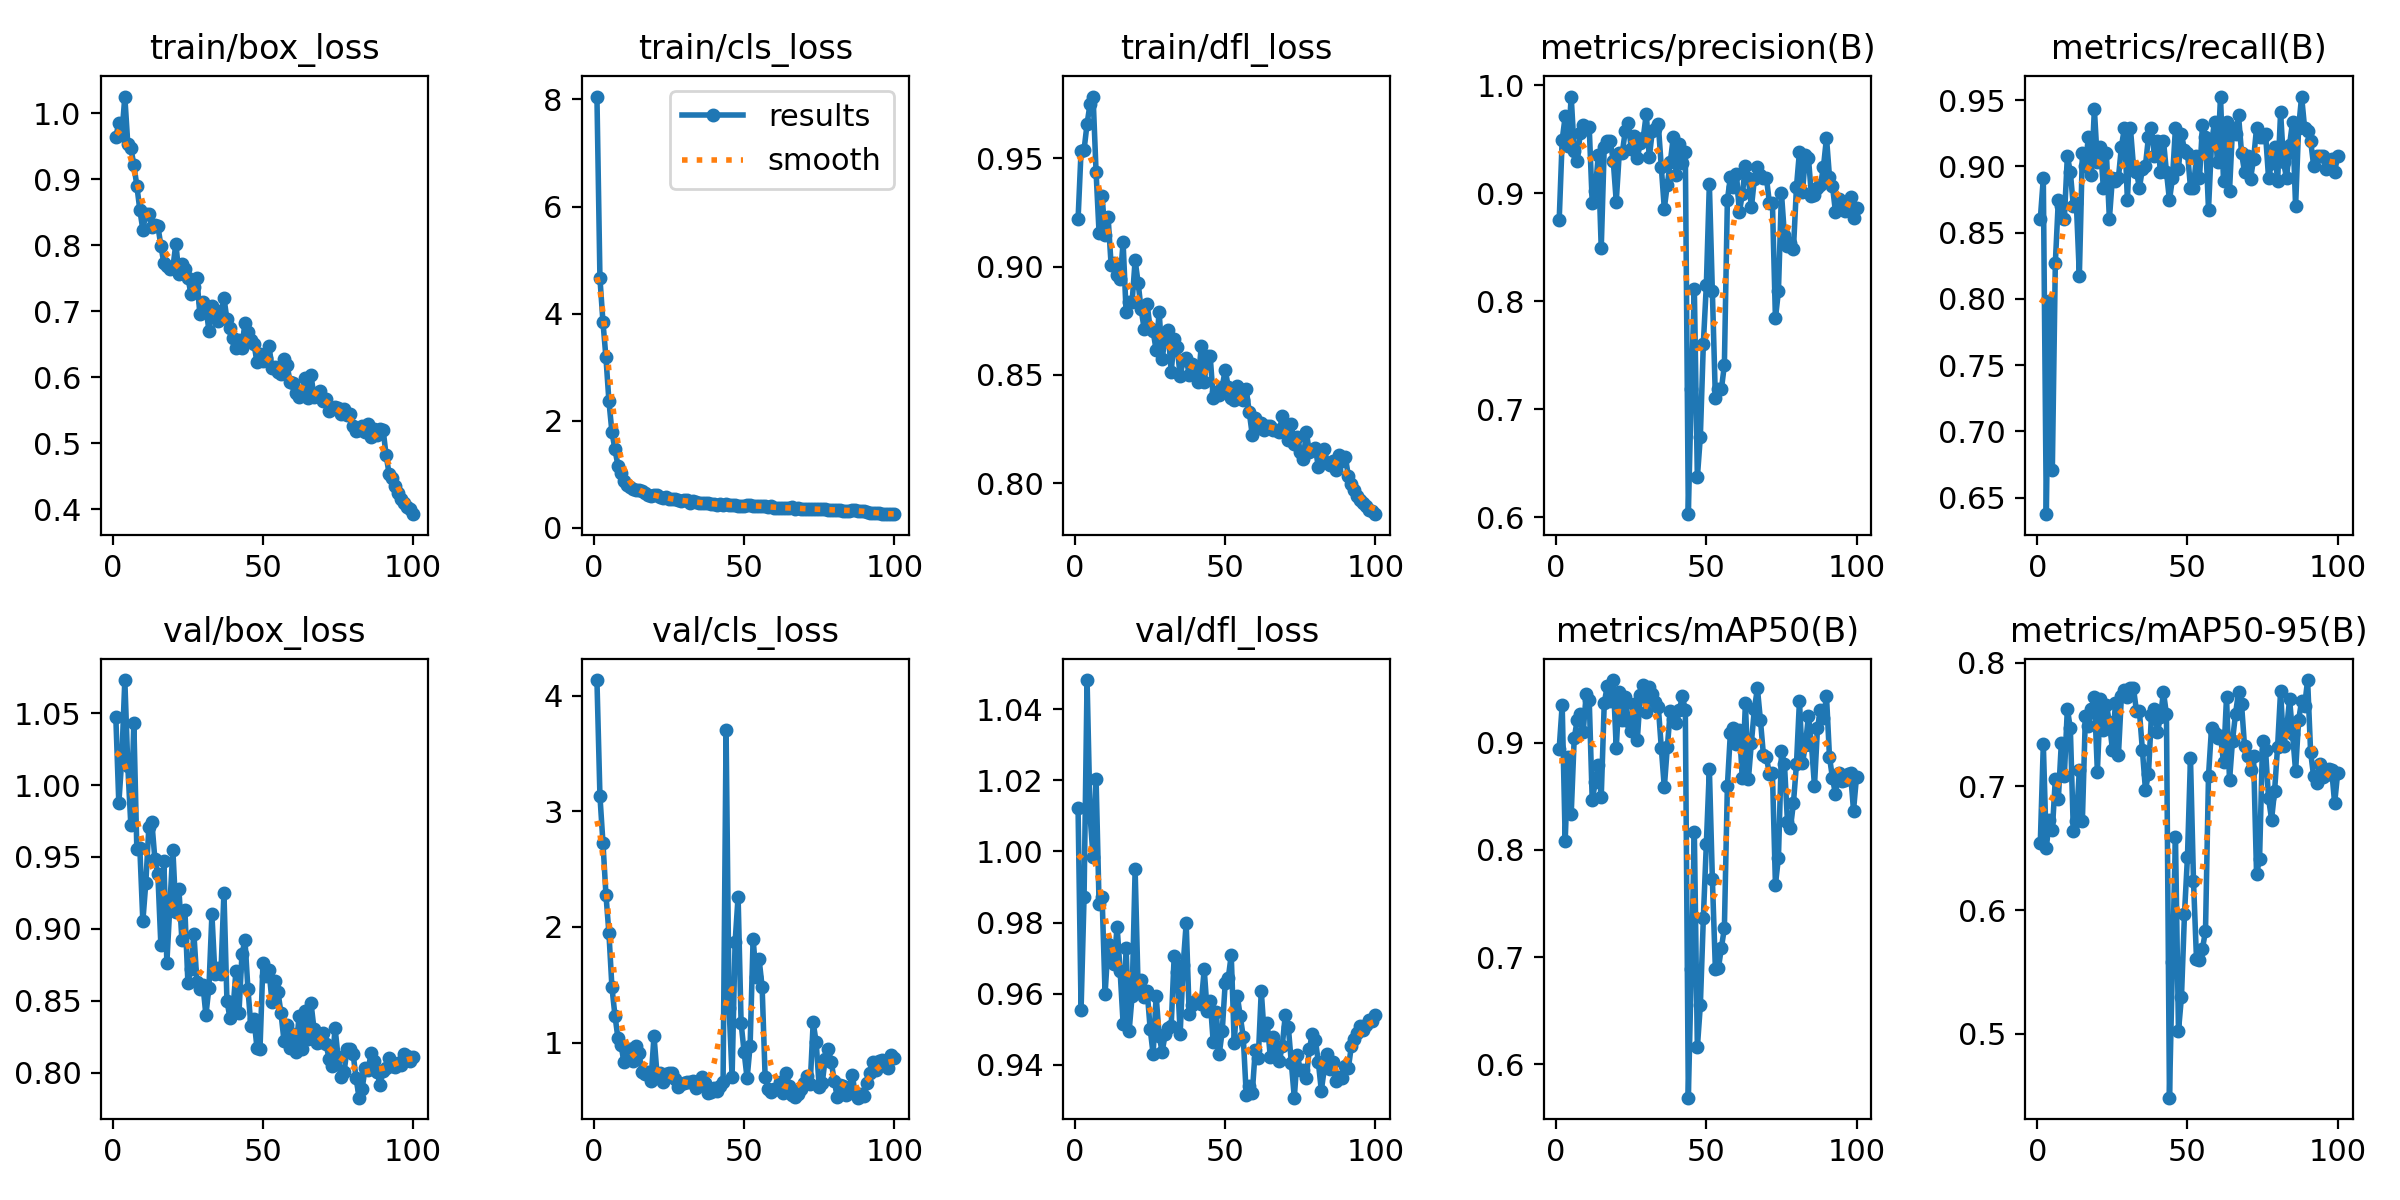 train/box_loss
1.0
0.9
0.8
0.7
0.6
0.5
0.4
0 50 100
train/cls_loss
results
smooth
8
6
4
2
0
0 50 100
train/dfl_loss
0.95
0.90
0.85
0.80
0 50 100
metrics/precision(B)
1.0
0.9
0.8
0.7
0.6
0 50 100
metrics/recall(B)
0.95
0.90
0.85
0.80
0.75
0.70
0.65
0 50 100
val/box_loss
1.05
1.00
0.95
0.90
0.85
0.80
0 50 100
val/cls_loss
4
3
2
1
0 50 100
val/dfl_loss
1.04
1.02
1.00
0.98
0.96
0.94
0 50 100
metrics/mAP50(B)
0.9
0.8
0.7
0.6
0 50 100
metrics/mAP50-95(B)
0.8
0.7
0.6
0.5
0 50 100